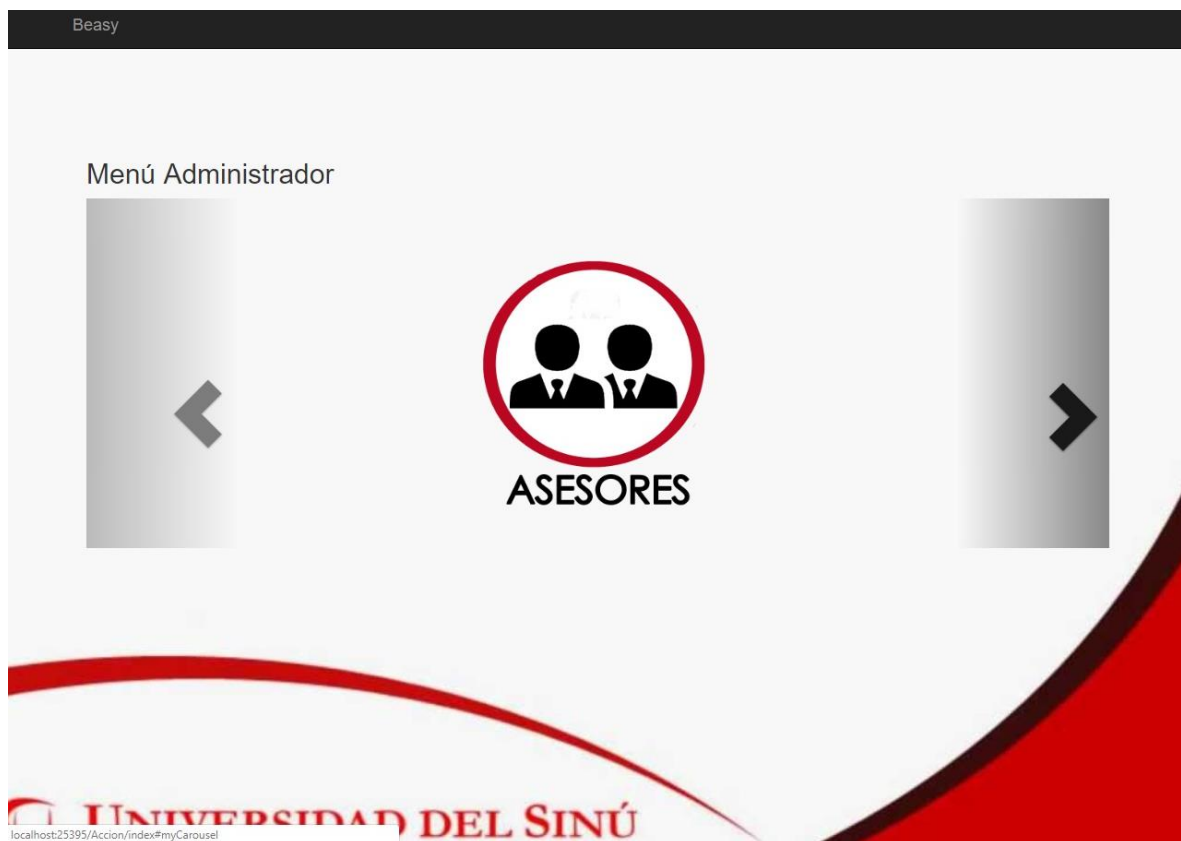 Beasy
Menú Administrador
ASESORES
UNIVERSIDAD DEL SINÚ
localhost:25395/Accion/index#myCarousel